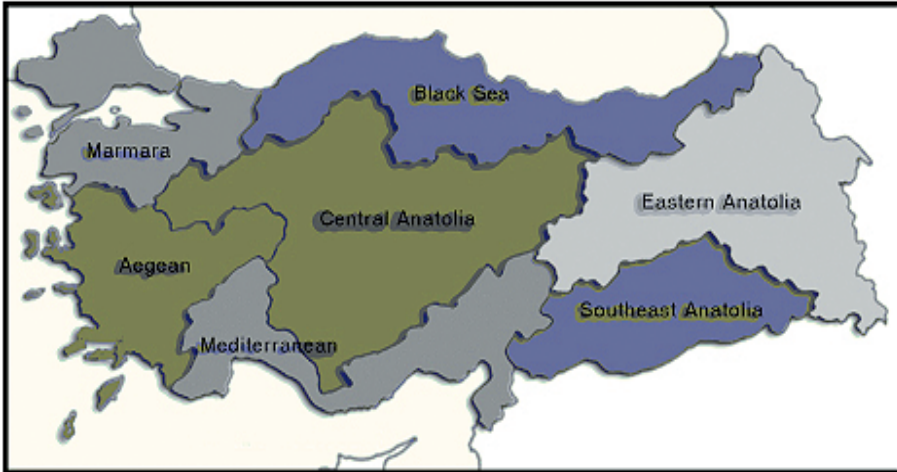 Black Sea
Marmara
Eastern Anatolia
Central Anatolia
Aegean
Southeast Anatolia
Mediterranean